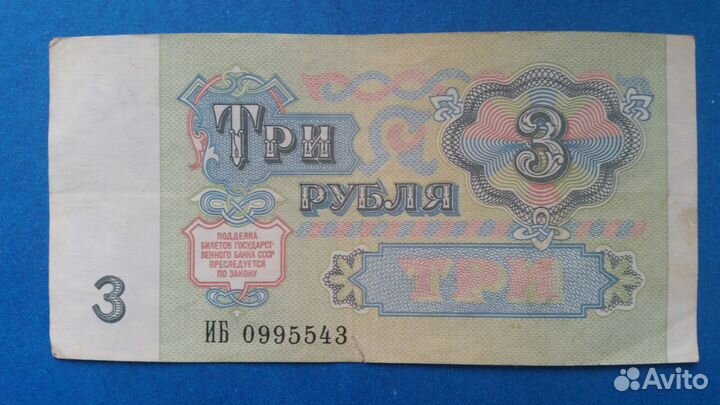 ТРИ
3
РУБЛЯ
ПОДДЕЛКА
БИЛЕТОВ ГОСУДАРСТ-
ВЕННОГО БАНКА СССР
ПРЕСЛЕДУЕТСЯ
ПО ЗАКОНУ
ТРИ
3
ИБ 0995543
Avito